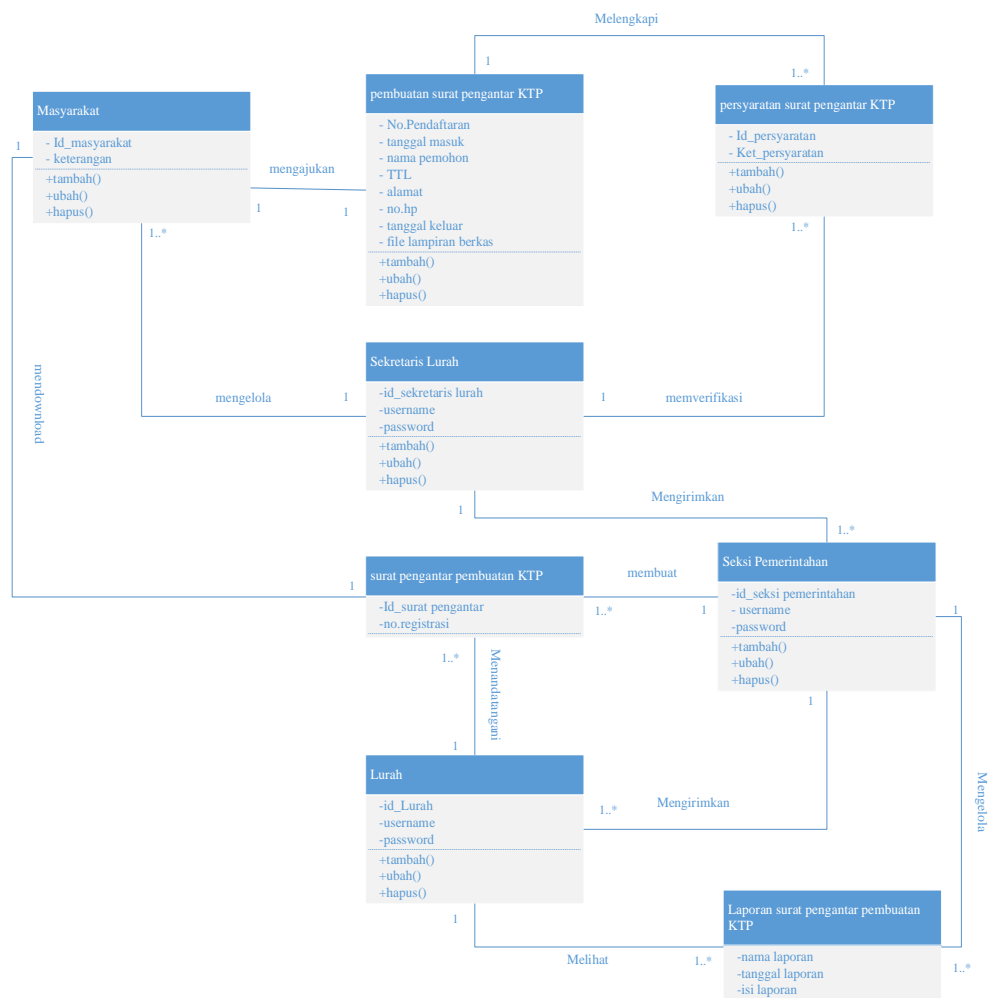 Melengkapi
1
1..*
Masyarakat
- Id_masyarakat
- keterangan
+tambah()
+ubah()
+hapus()
1
1
1..*
mengajukan
1
pembuatan surat pengantar KTP
- No.Pendaftaran
- tanggal masuk
- nama pemohon
- TTL
- alamat
- no.hp
- tanggal keluar
- file lampiran berkas
+tambah()
+ubah()
+hapus()
persyaratan surat pengantar KTP
- Id_persyaratan
- Ket_persyaratan
+tambah()
+ubah()
+hapus()
1..*
mendownload
mengelola
1
Sekretaris Lurah
-id_sekretaris lurah
-username
-password
+tambah()
+ubah()
+hapus()
1
memverifikasi
1
Mengirimkan
1..*
1
surat pengantar pembuatan KTP
-Id_surat pengantar
-no.registrasi
membuat
1..*
1
Seksi Pemerintahan
-id_seksi pemerintahan
- username
-password
+tambah()
+ubah()
+hapus()
1
1..*
Menandatangani
1
1
Lurah
-id_Lurah
-username
-password
+tambah()
+ubah()
+hapus()
1..*
Mengirimkan
Mengelola
1
Melihat
1..*
Laporan surat pengantar pembuatan
KTP
-nama laporan
-tanggal laporan
-isi laporan
1..*